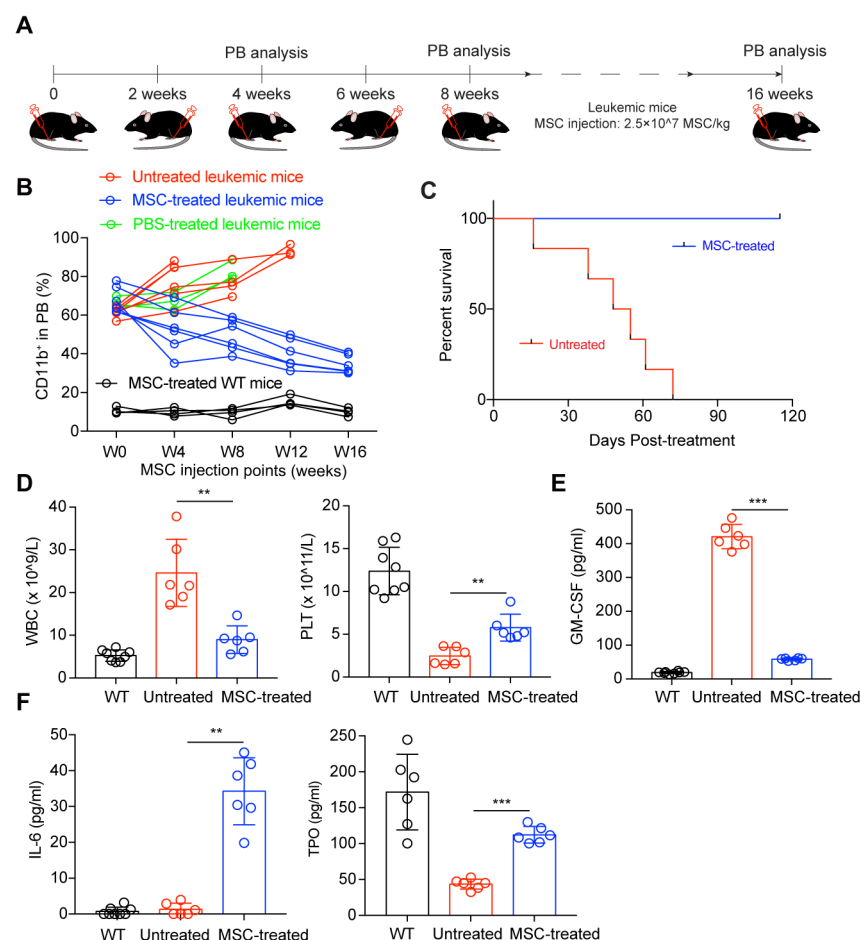 A
PB analysis PB analysis PB analysis
0 2 weeks 4 weeks 6 weeks 8 weeks 16 weeks
Leukemic mice
MSC injection: 2.5×10^7 MSC/kg
B
Untreated leukemic mice
MSC-treated leukemic mice
PBS-treated leukemic mice
CD11b⁺ in PB (%)
100
80
60
40
20
0
MSC-treated WT mice
W0 W4 W8 W12 W16
MSC injection points (weeks)
C
Percent survival
100
50
0
MSC-treated
Untreated
0 30 60 90 120
Days Post-treatment
D
WBC (x 10^9/L)
40
30
20
10
0
**
WT Untreated MSC-treated
PLT (x 10^11/L)
20
15
10
5
0
**
WT Untreated MSC-treated
E
GM-CSF (pg/ml)
500
400
300
200
100
0
***
WT Untreated MSC-treated
F
IL-6 (pg/ml)
50
40
30
20
10
0
**
WT Untreated MSC-treated
TPO (pg/ml)
250
200
150
100
50
0
***
WT Untreated MSC-treated